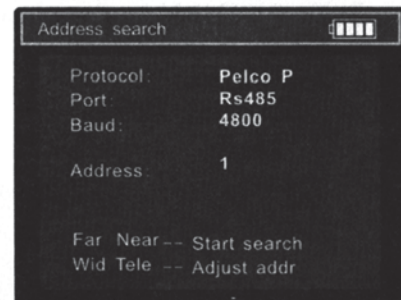 Address search
Protocol: Pelco P
Port: Rs485
Baud: 4800
Address 1
Far Near -- Start search
Wid Tele -- Adjust addr